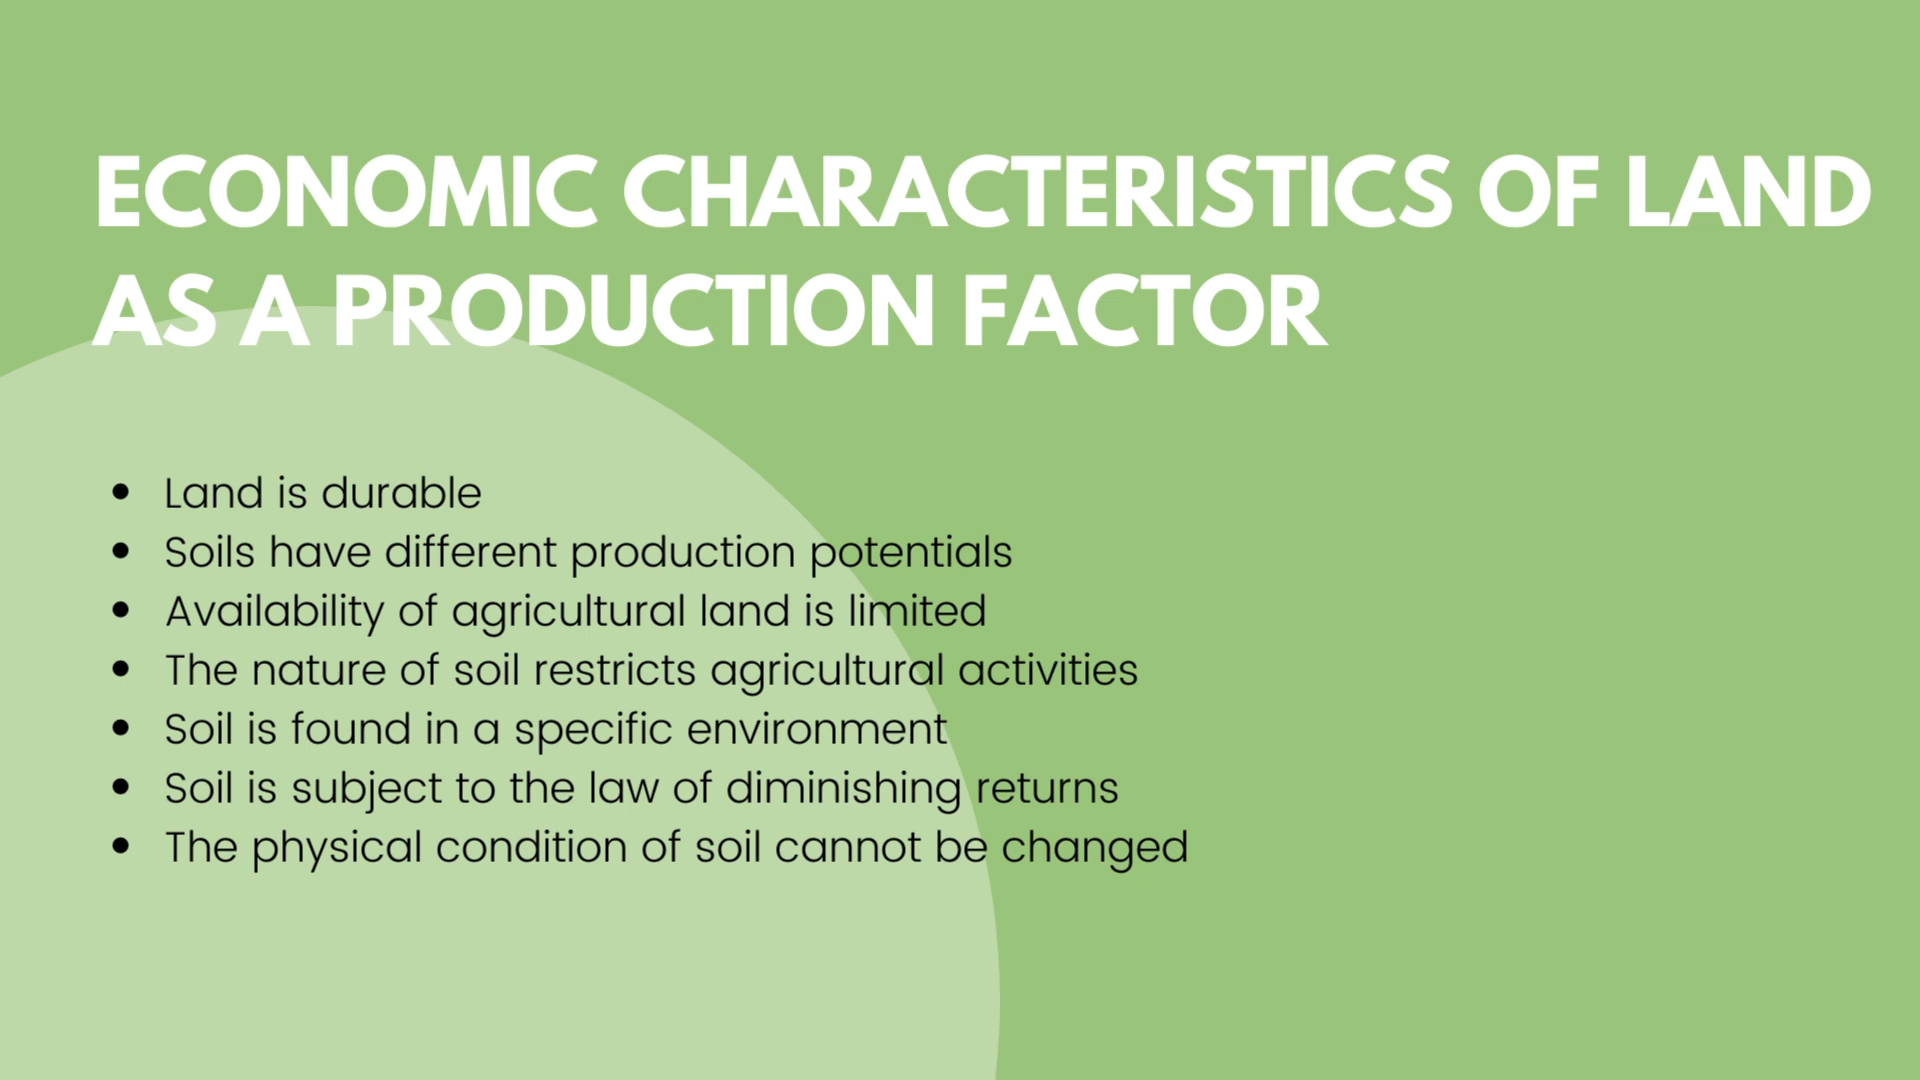 ECONOMIC CHARACTERISTICS OF LAND
AS A PRODUCTION FACTOR
• Land is durable
• Soils have different production potentials
• Availability of agricultural land is limited
• The nature of soil restricts agricultural activities
• Soil is found in a specific environment
• Soil is subject to the law of diminishing returns
• The physical condition of soil cannot be changed